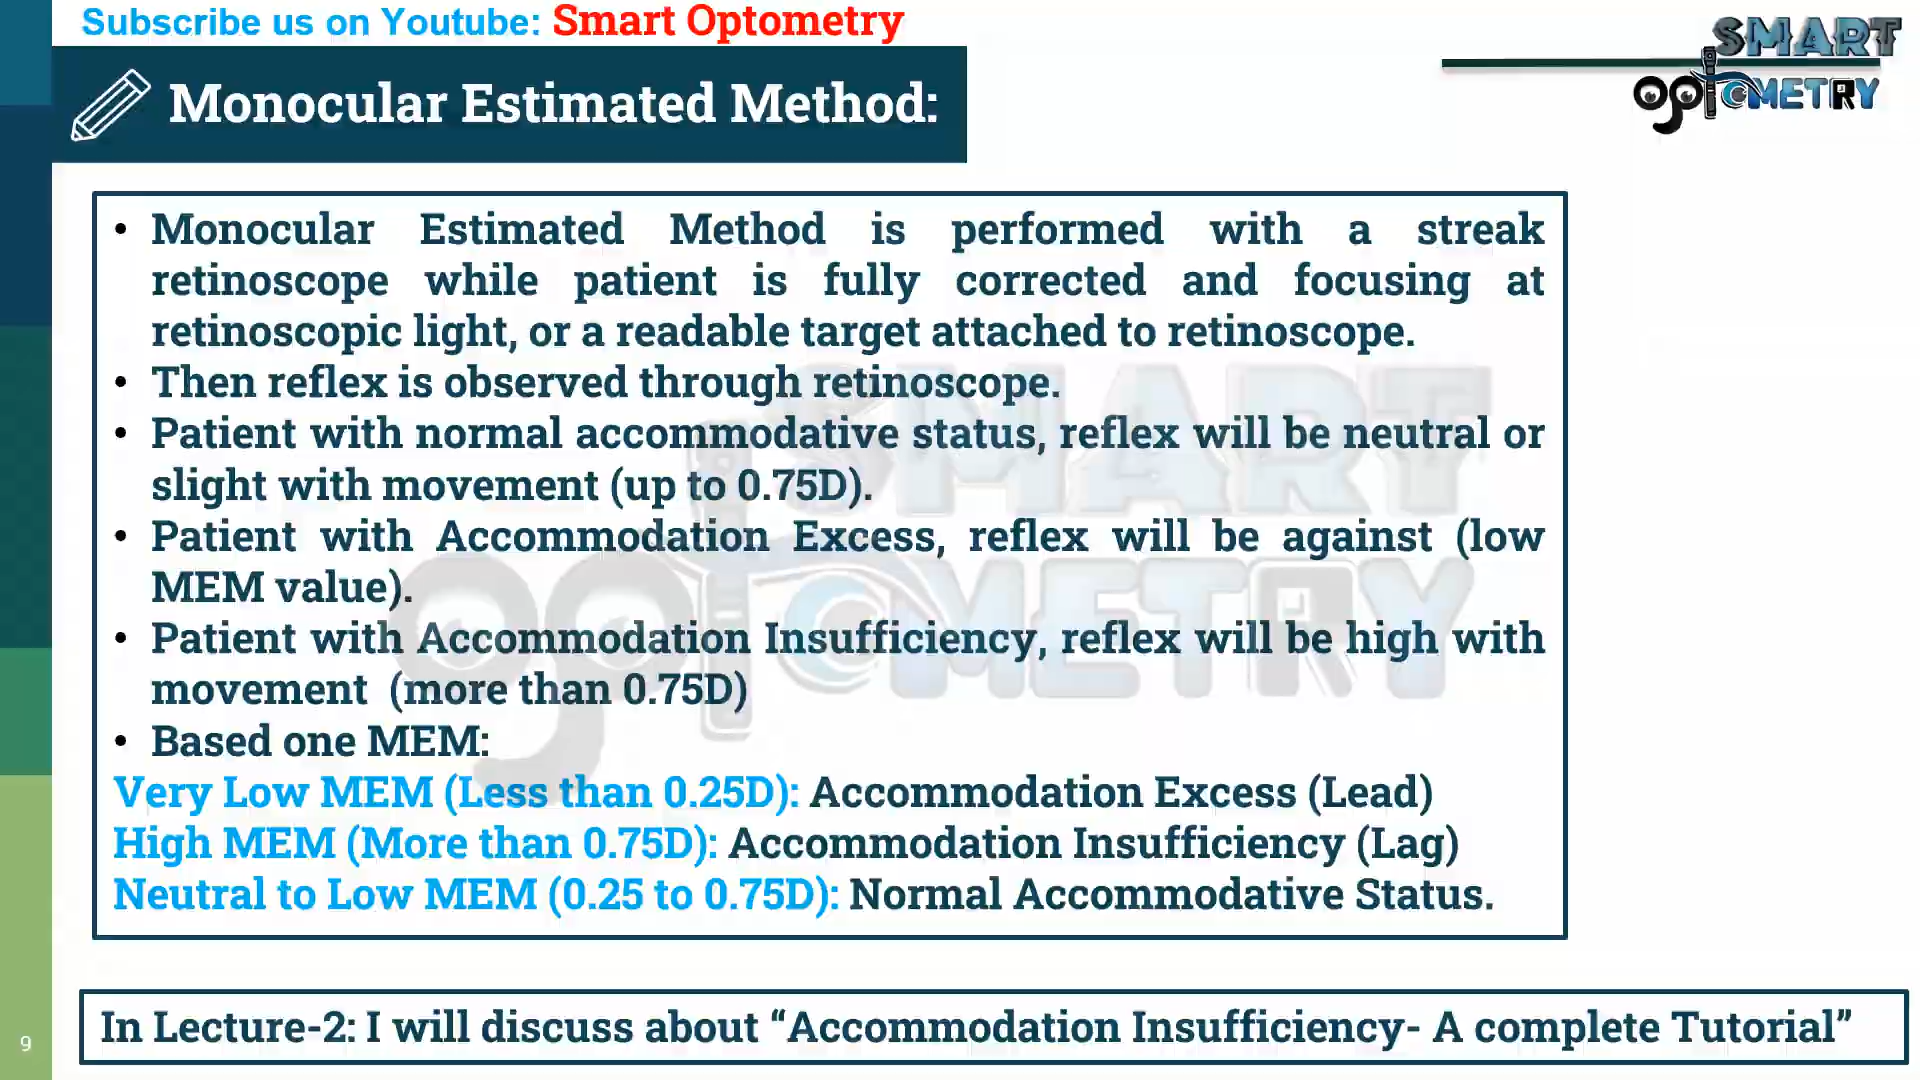 Subscribe us on Youtube: Smart Optometry
SMART
OPTOMETRY
Monocular Estimated Method:
• Monocular Estimated Method is performed with a streak
retinoscope while patient is fully corrected and focusing at
retinoscopic light, or a readable target attached to retinoscope.
• Then reflex is observed through retinoscope.
• Patient with normal accommodative status, reflex will be neutral or
slight with movement (up to 0.75D).
• Patient with Accommodation Excess, reflex will be against (low
MEM value).
• Patient with Accommodation Insufficiency, reflex will be high with
movement (more than 0.75D)
• Based one MEM:
Very Low MEM (Less than 0.25D): Accommodation Excess (Lead)
High MEM (More than 0.75D): Accommodation Insufficiency (Lag)
Neutral to Low MEM (0.25 to 0.75D): Normal Accommodative Status.
SMART
OPTOMETRY
In Lecture-2: I will discuss about “Accommodation Insufficiency- A complete Tutorial”
9